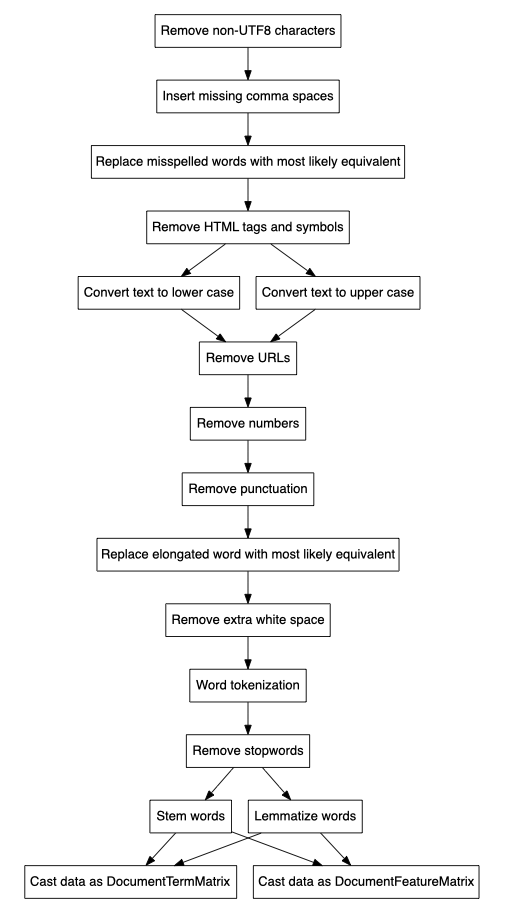 Remove non-UTF8 characters
Insert missing comma spaces
Replace misspelled words with most likely equivalent
Remove HTML tags and symbols
Convert text to lower case
Convert text to upper case
Remove URLs
Remove numbers
Remove punctuation
Replace elongated word with most likely equivalent
Remove extra white space
Word tokenization
Remove stopwords
Stem words
Lemmatize words
Cast data as DocumentTermMatrix
Cast data as DocumentFeatureMatrix